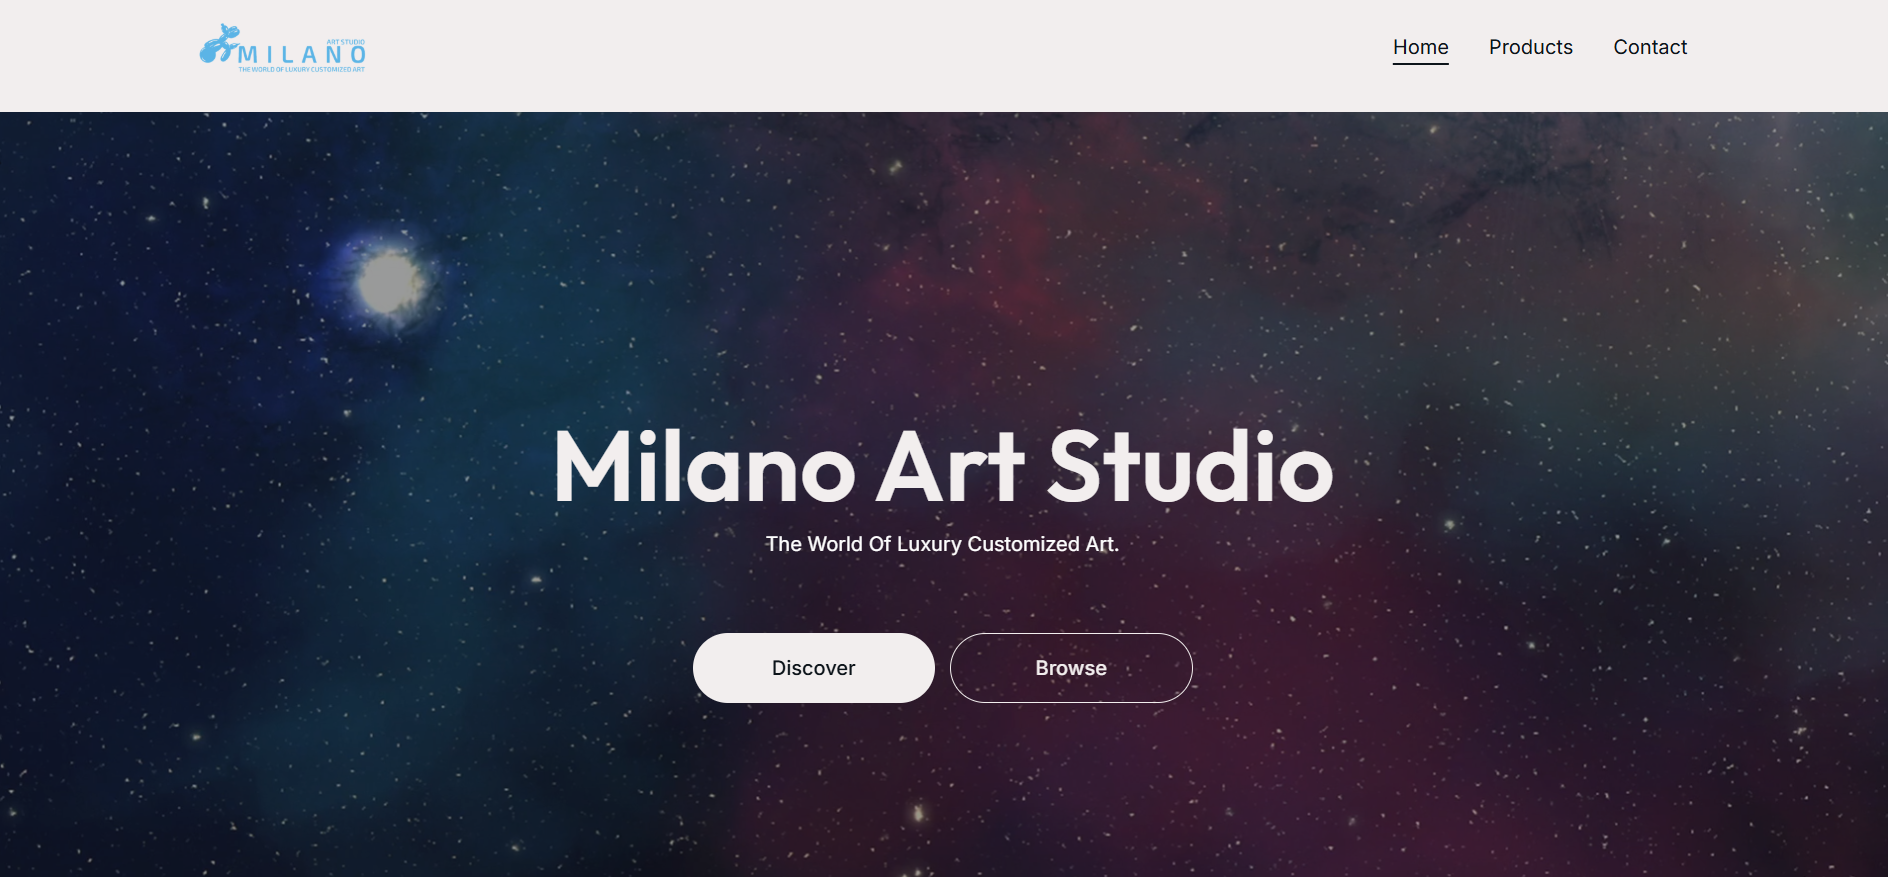 ART STUDIO
MILANO
THE WORLD OF LUXURY CUSTOMIZED ART
Home
Products
Contact
Milano Art Studio
The World Of Luxury Customized Art.
Discover
Browse